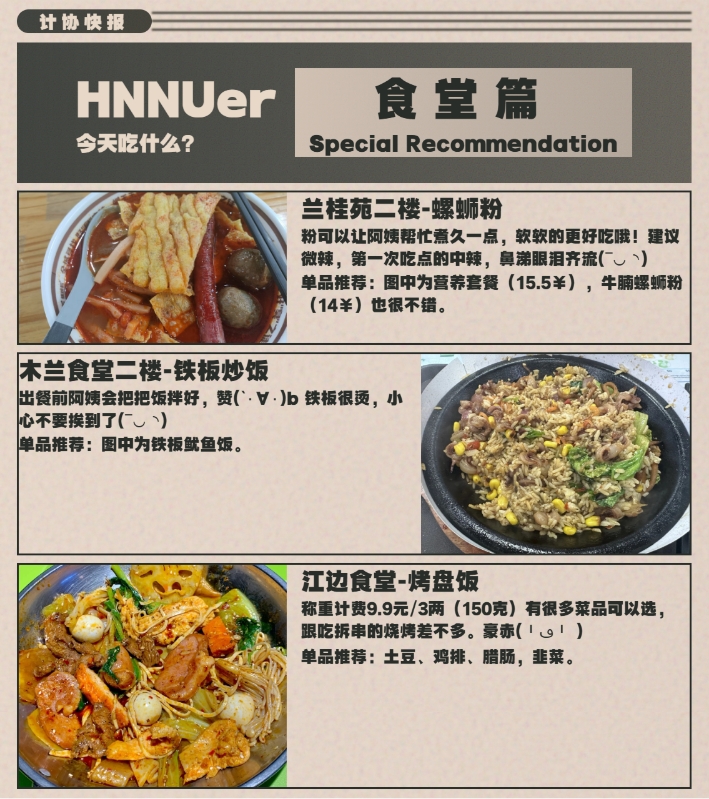 计协快报
HNNUer
今天吃什么?
食堂篇
Special Recommendation
兰桂苑二楼-螺蛳粉
粉可以让阿姨帮忙煮久一点，软软的更好吃哦！建议
微辣，第一次吃点的中辣，鼻涕眼泪齐流(¯◡ ¯)
单品推荐：图中为营养套餐（15.5¥），牛腩螺蛳粉
（14¥）也很不错。
木兰食堂二楼-铁板炒饭
出餐前阿姨会把把饭拌好，赞(`·∀·)b 铁板很烫，小
心不要挨到了(¯◡ ¯)
单品推荐：图中为铁板鱿鱼饭。
江边食堂-烤盘饭
称重计费9.9元/3两（150克）有很多菜品可以选，
跟吃拆串的烧烤差不多。豪赤(╹ڡ╹ )
单品推荐：土豆、鸡排、腊肠，韭菜。